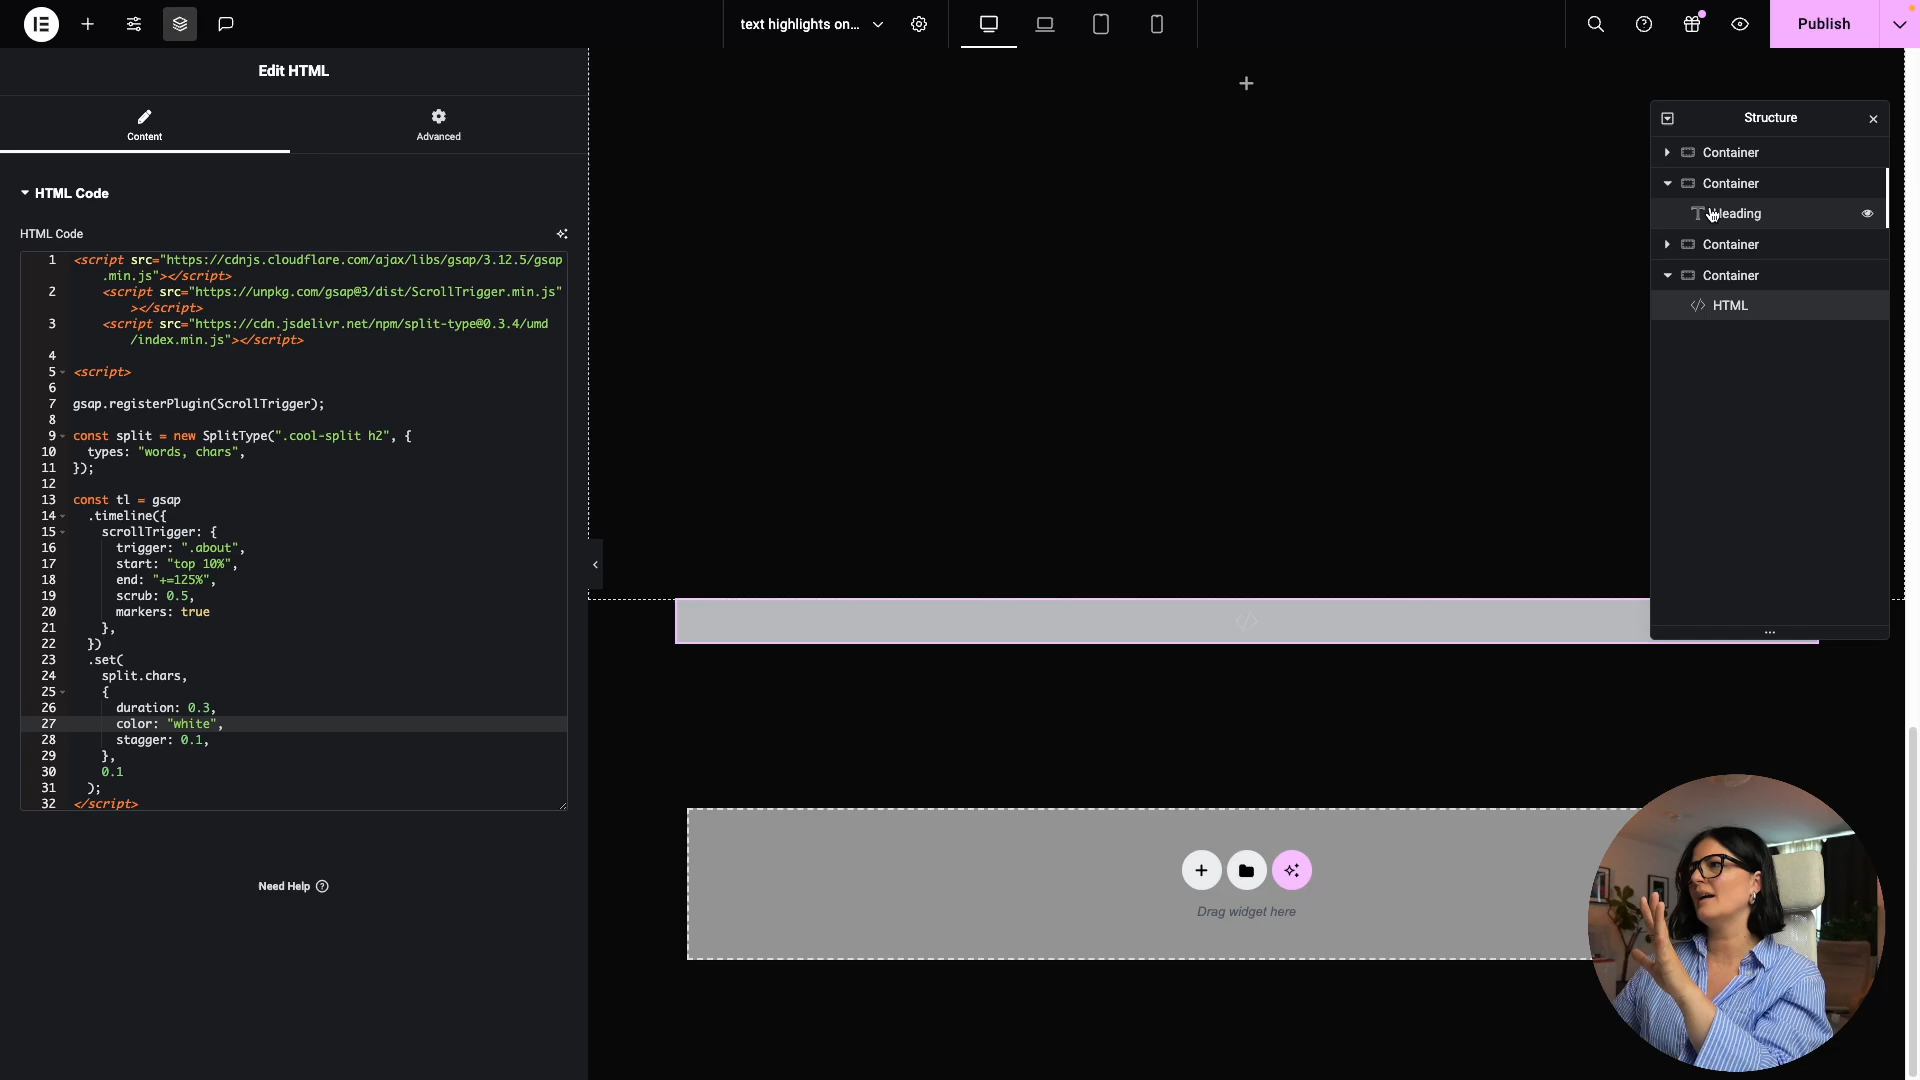 text highlights on...
Publish
Edit HTML
Content
Advanced
HTML Code
HTML Code
1 <script src="https://cdnjs.cloudflare.com/ajax/libs/gsap/3.12.5/gsap
.min.js"></script>
2 <script src="https://unpkg.com/gsap@3/dist/ScrollTrigger.min.js"
></script>
3 <script src="https://cdn.jsdelivr.net/npm/split-type@0.3.4/umd
/index.min.js"></script>
4
5 <script>
6
7 gsap.registerPlugin(ScrollTrigger);
8
9 const split = new SplitType(".cool-split h2", {
10 types: "words, chars",
11 });
12
13 const tl = gsap
14 .timeline({
15 scrollTrigger: {
16 trigger: ".about",
17 start: "top 10%",
18 end: "+=125%",
19 scrub: 0.5,
20 markers: true
21 },
22 })
23 .set(
24 split.chars,
25 {
26 duration: 0.3,
27 color: "white",
28 stagger: 0.1,
29 },
30 0.1
31 );
32 </script>
Need Help
Structure
Container
Container
Heading
Container
Container
</> HTML
</>
Drag widget here